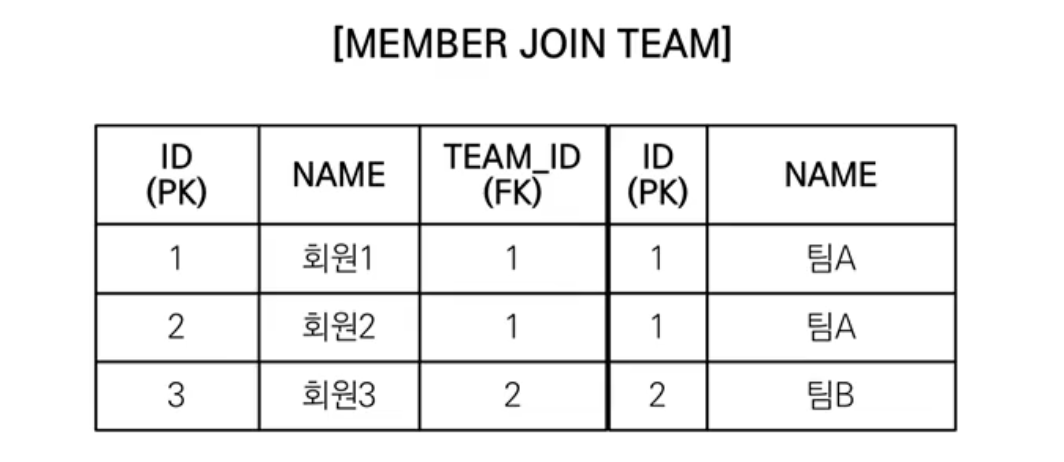 [MEMBER JOIN TEAM]
ID (PK) NAME TEAM_ID (FK) ID (PK) NAME
1 회원1 1 1 팀A
2 회원2 1 1 팀A
3 회원3 2 2 팀B